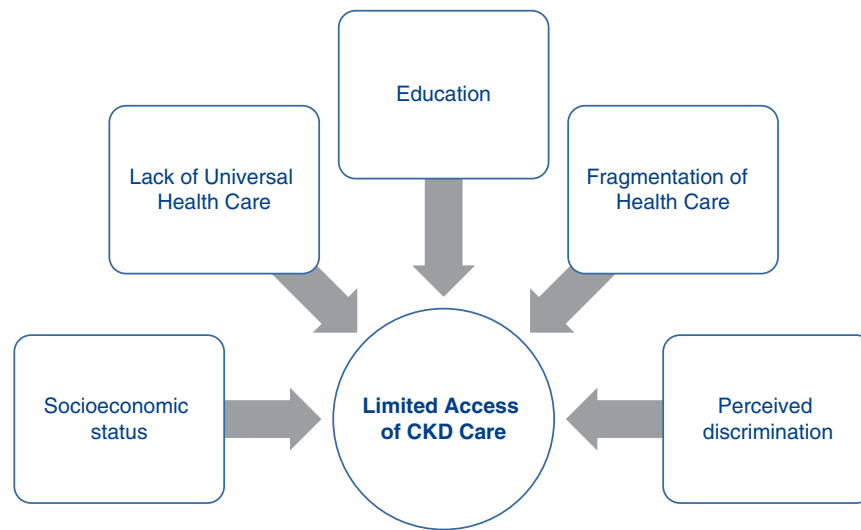 Education
Lack of Universal
Health Care
Fragmentation of
Health Care
Socioeconomic
status
Limited Access
of CKD Care
Perceived
discrimination